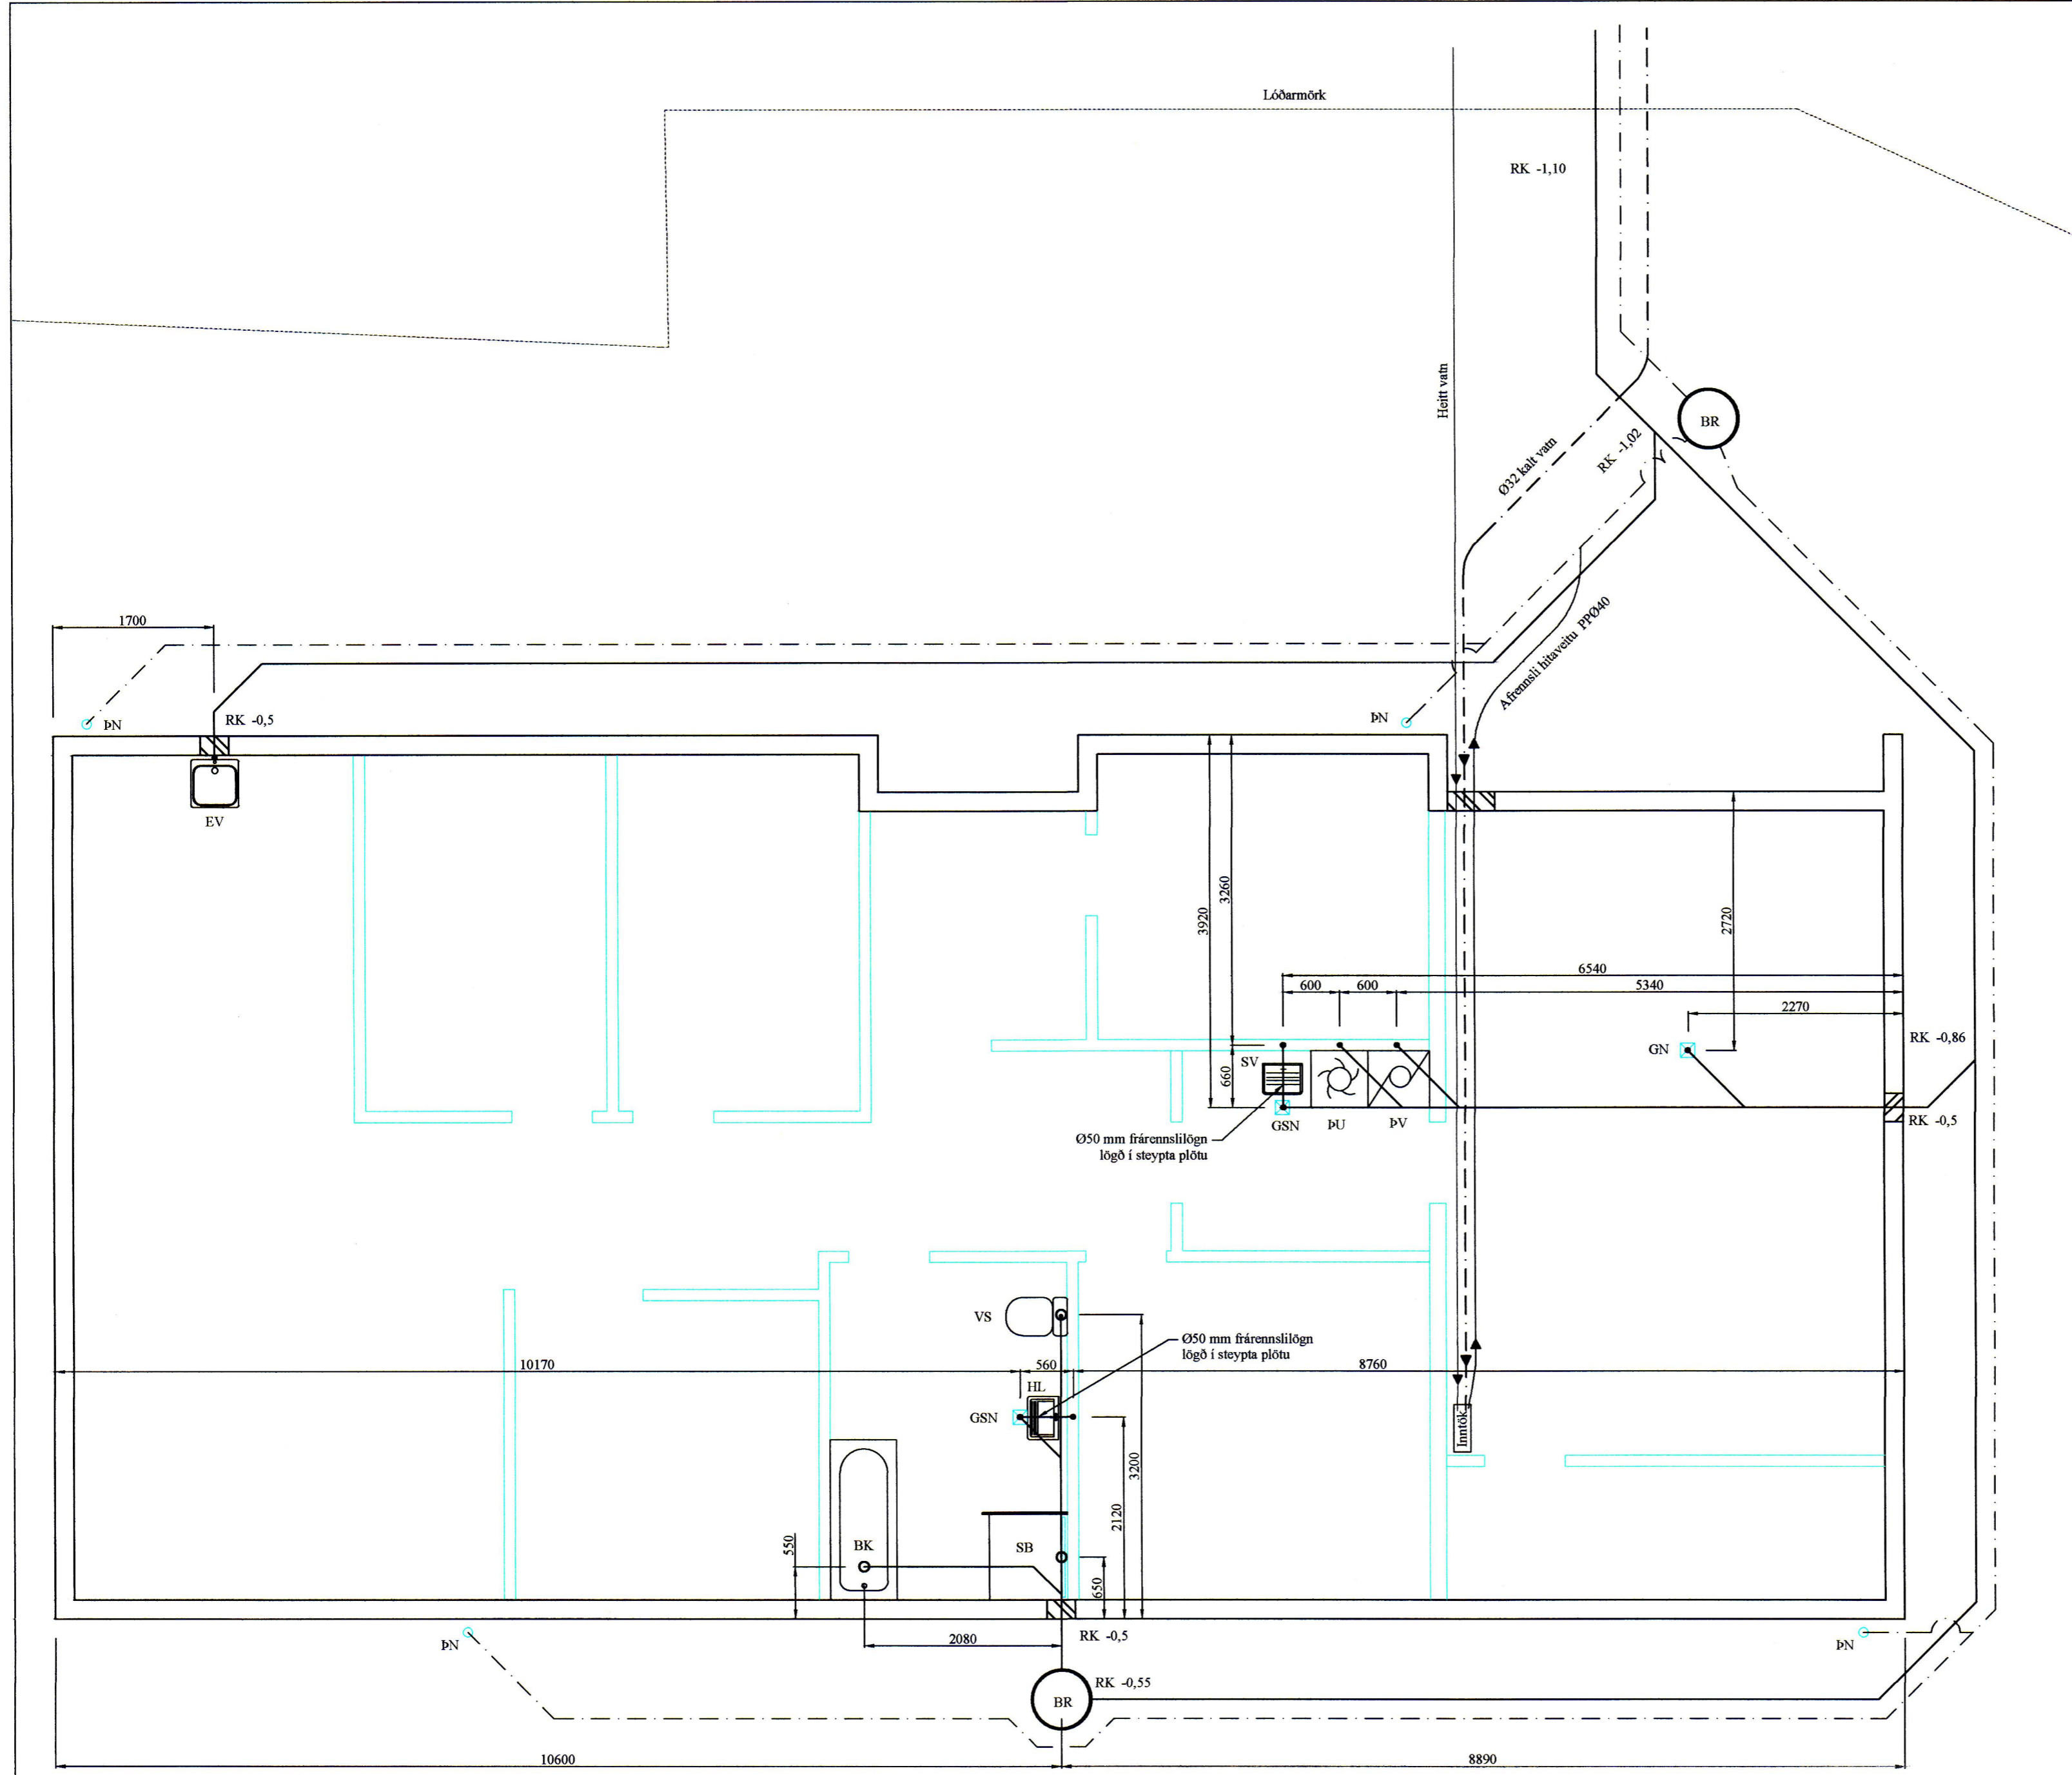 Lóðarmörk
RK -1,10
Heitt vatn
BR
RK -1,02
Ø32 kalt vatn
Afrennsli hitaveitu PPØ40
1700
ÞN
RK -0,5
ÞN
EV
3920
3260
2720
6540
600
600
5340
2270
RK -0,86
GN
SV
660
GSN
ÞU
ÞV
RK -0,5
Ø50 mm frárennslilögn
lögð í steypta plötu
VS
Ø50 mm frárennslilögn
lögð í steypta plötu
10170
560
8760
HL
GSN
Inntök
3200
2120
550
BK
SB
650
ÞN
2080
RK -0,5
ÞN
RK -0,55
BR
10600
8890